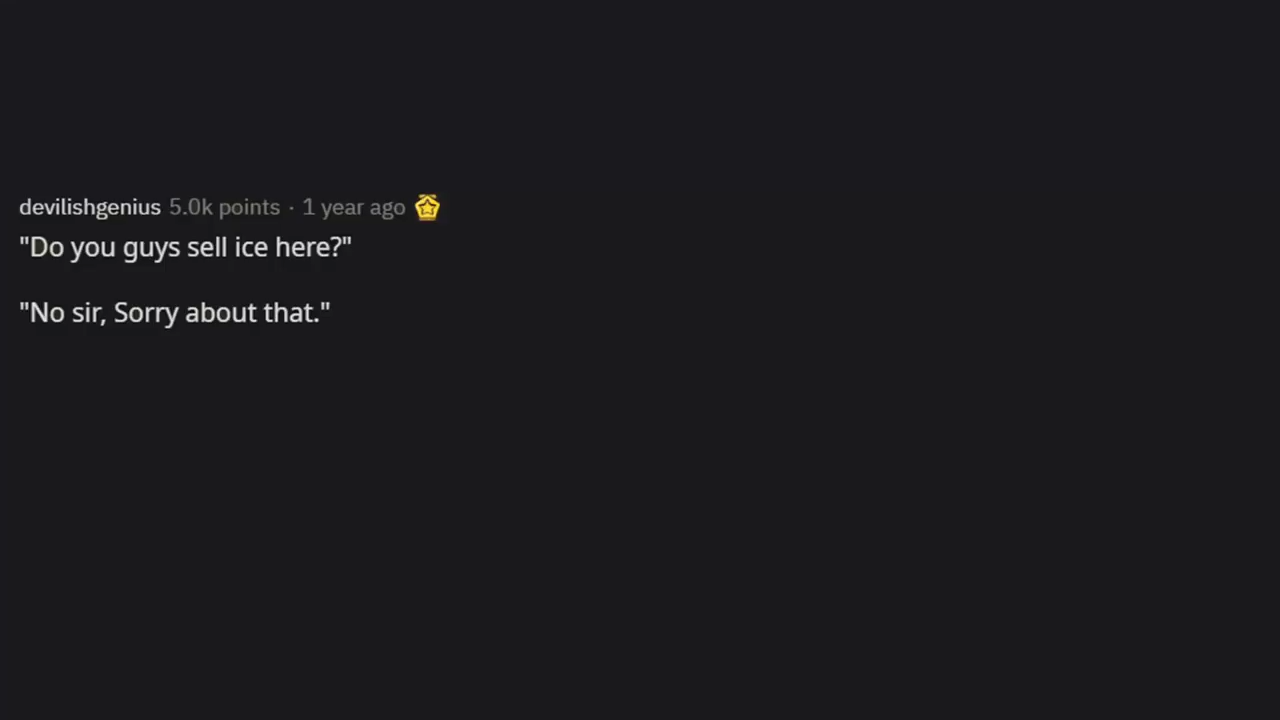 devilishgenius 5.0k points · 1 year ago
"Do you guys sell ice here?"
"No sir, Sorry about that."